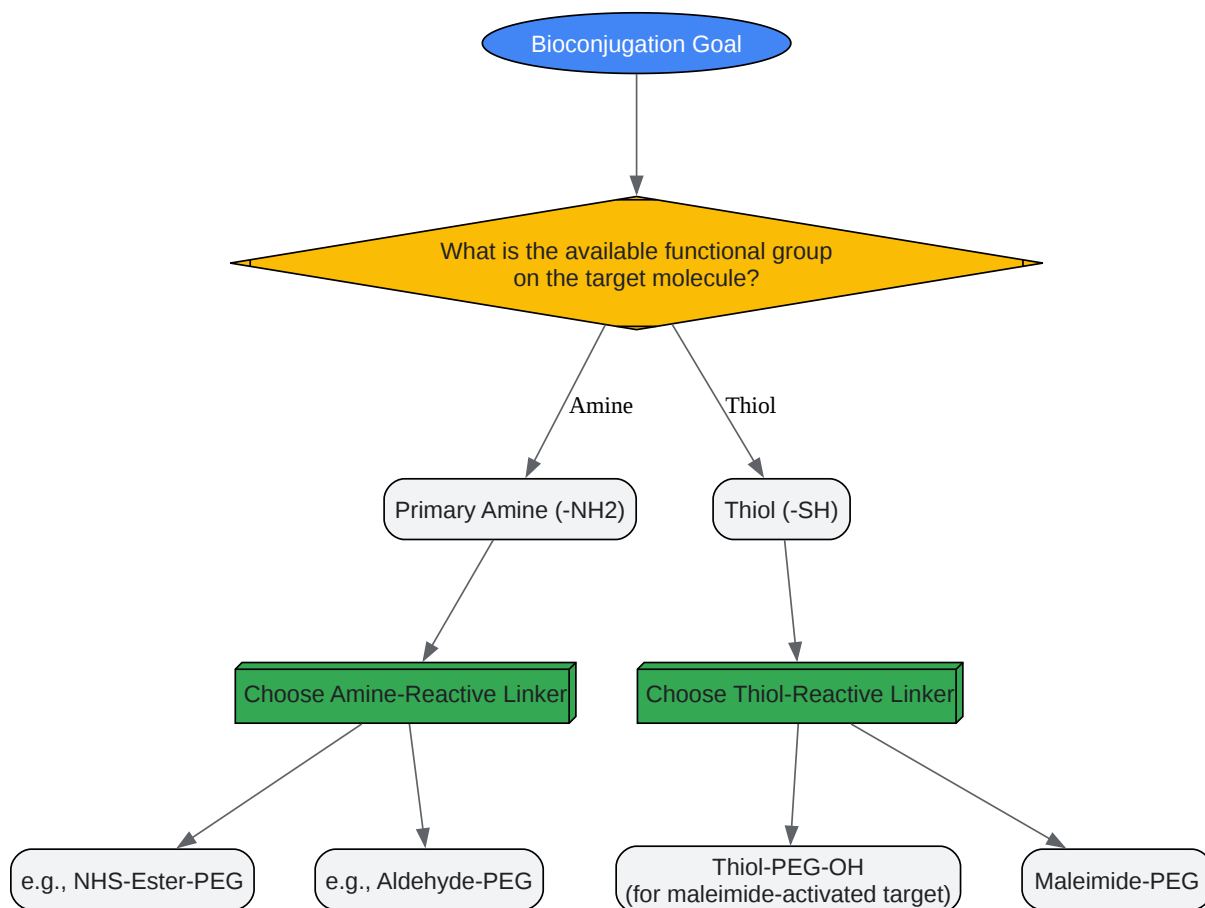 Bioconjugation Goal
What is the available functional group
on the target molecule?
Amine
Thiol
Primary Amine (-NH2)
Thiol (-SH)
Choose Amine-Reactive Linker
Choose Thiol-Reactive Linker
e.g., NHS-Ester-PEG
e.g., Aldehyde-PEG
Thiol-PEG-OH
(for maleimide-activated target)
Maleimide-PEG